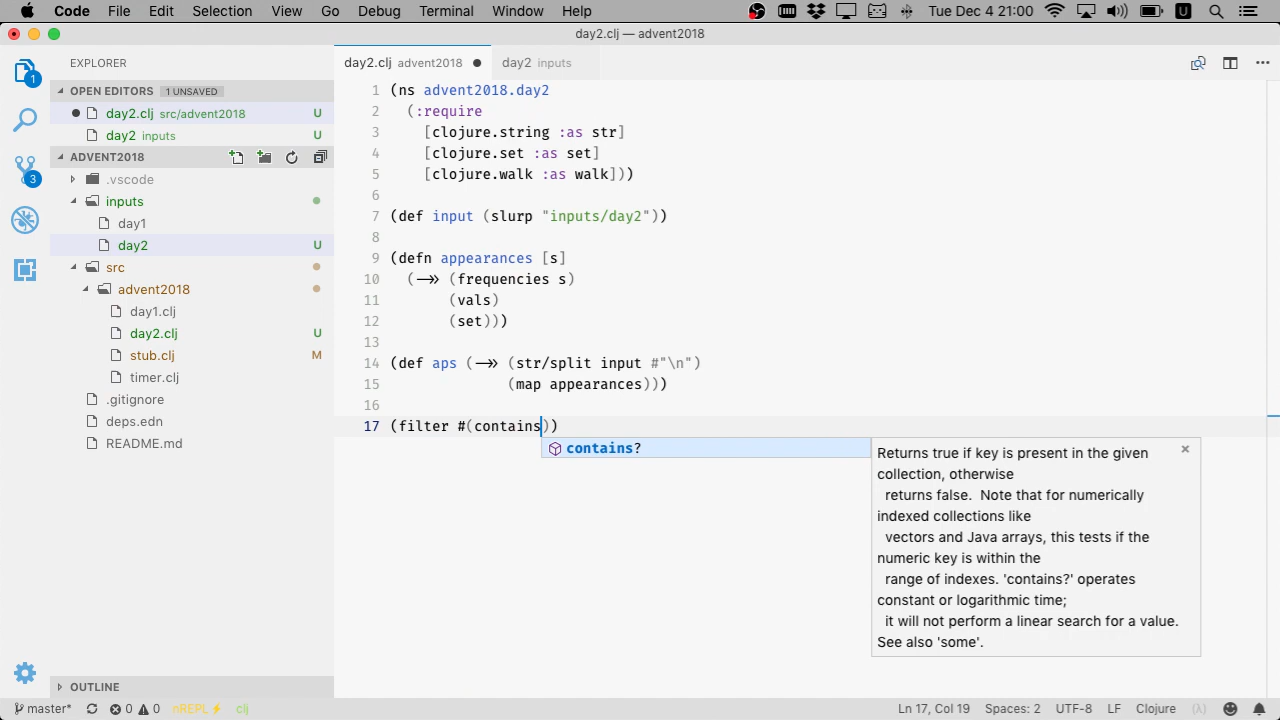 Code File Edit Selection View Go Debug Terminal Window Help Tue Dec 4 21:00 U
day2.clj — advent2018
EXPLORER
day2.clj advent2018 day2 inputs
OPEN EDITORS 1 UNSAVED
day2.clj src/advent2018 U
day2 inputs U
ADVENT2018
.vscode
inputs
day1
day2 U
src
advent2018
day1.clj
day2.clj U
stub.clj M
timer.clj
.gitignore
deps.edn
README.md
OUTLINE
1
3
1 (ns advent2018.day2
2 (:require
3 [clojure.string :as str]
4 [clojure.set :as set]
5 [clojure.walk :as walk]))
6
7 (def input (slurp "inputs/day2"))
8
9 (defn appearances [s]
10 (->> (frequencies s)
11 (vals)
12 (set)))
13
14 (def aps (->> (str/split input #"\n")
15 (map appearances)))
16
17 (filter #(contains))
contains?
Returns true if key is present in the given
collection, otherwise
returns false. Note that for numerically
indexed collections like
vectors and Java arrays, this tests if the
numeric key is within the
range of indexes. 'contains?' operates
constant or logarithmic time;
it will not perform a linear search for a value.
See also 'some'.
master* 0 0 nREPL⚡ clj Ln 17, Col 19 Spaces: 2 UTF-8 LF Clojure (λ)